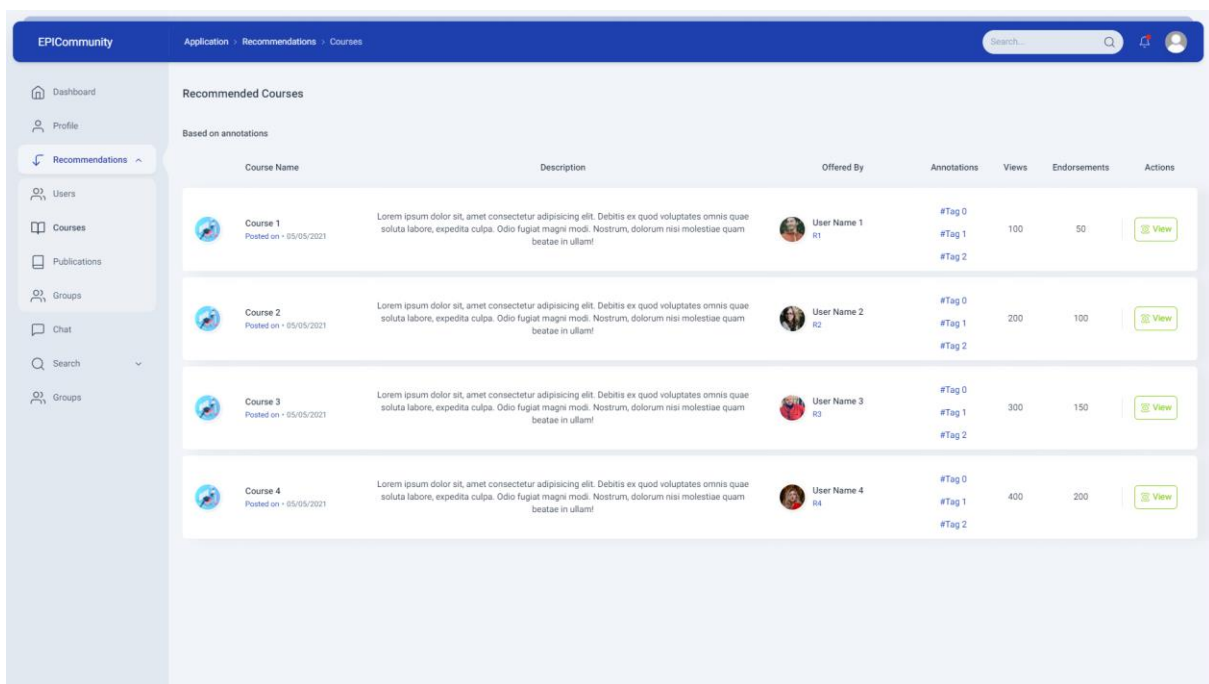 EPICommunity
Application > Recommendations > Courses
Search...
Dashboard
Profile
Recommendations
Users
Courses
Publications
Groups
Chat
Search
Groups
Recommended Courses
Based on annotations
Course Name Description Offered By Annotations Views Endorsements Actions
Course 1
Posted on • 05/05/2021
Lorem ipsum dolor sit, amet consectetur adipisicing elit. Debitis ex quod voluptates omnis quae
soluta labore, expedita culpa. Odio fugiat magni modi. Nostrum, dolorum nisi molestiae quam
beatae in ullam!
User Name 1
R1
#Tag 0
#Tag 1
#Tag 2
100
50
View
Course 2
Posted on • 05/05/2021
Lorem ipsum dolor sit, amet consectetur adipisicing elit. Debitis ex quod voluptates omnis quae
soluta labore, expedita culpa. Odio fugiat magni modi. Nostrum, dolorum nisi molestiae quam
beatae in ullam!
User Name 2
R2
#Tag 0
#Tag 1
#Tag 2
200
100
View
Course 3
Posted on • 05/05/2021
Lorem ipsum dolor sit, amet consectetur adipisicing elit. Debitis ex quod voluptates omnis quae
soluta labore, expedita culpa. Odio fugiat magni modi. Nostrum, dolorum nisi molestiae quam
beatae in ullam!
User Name 3
R3
#Tag 0
#Tag 1
#Tag 2
300
150
View
Course 4
Posted on • 05/05/2021
Lorem ipsum dolor sit, amet consectetur adipisicing elit. Debitis ex quod voluptates omnis quae
soluta labore, expedita culpa. Odio fugiat magni modi. Nostrum, dolorum nisi molestiae quam
beatae in ullam!
User Name 4
R4
#Tag 0
#Tag 1
#Tag 2
400
200
View